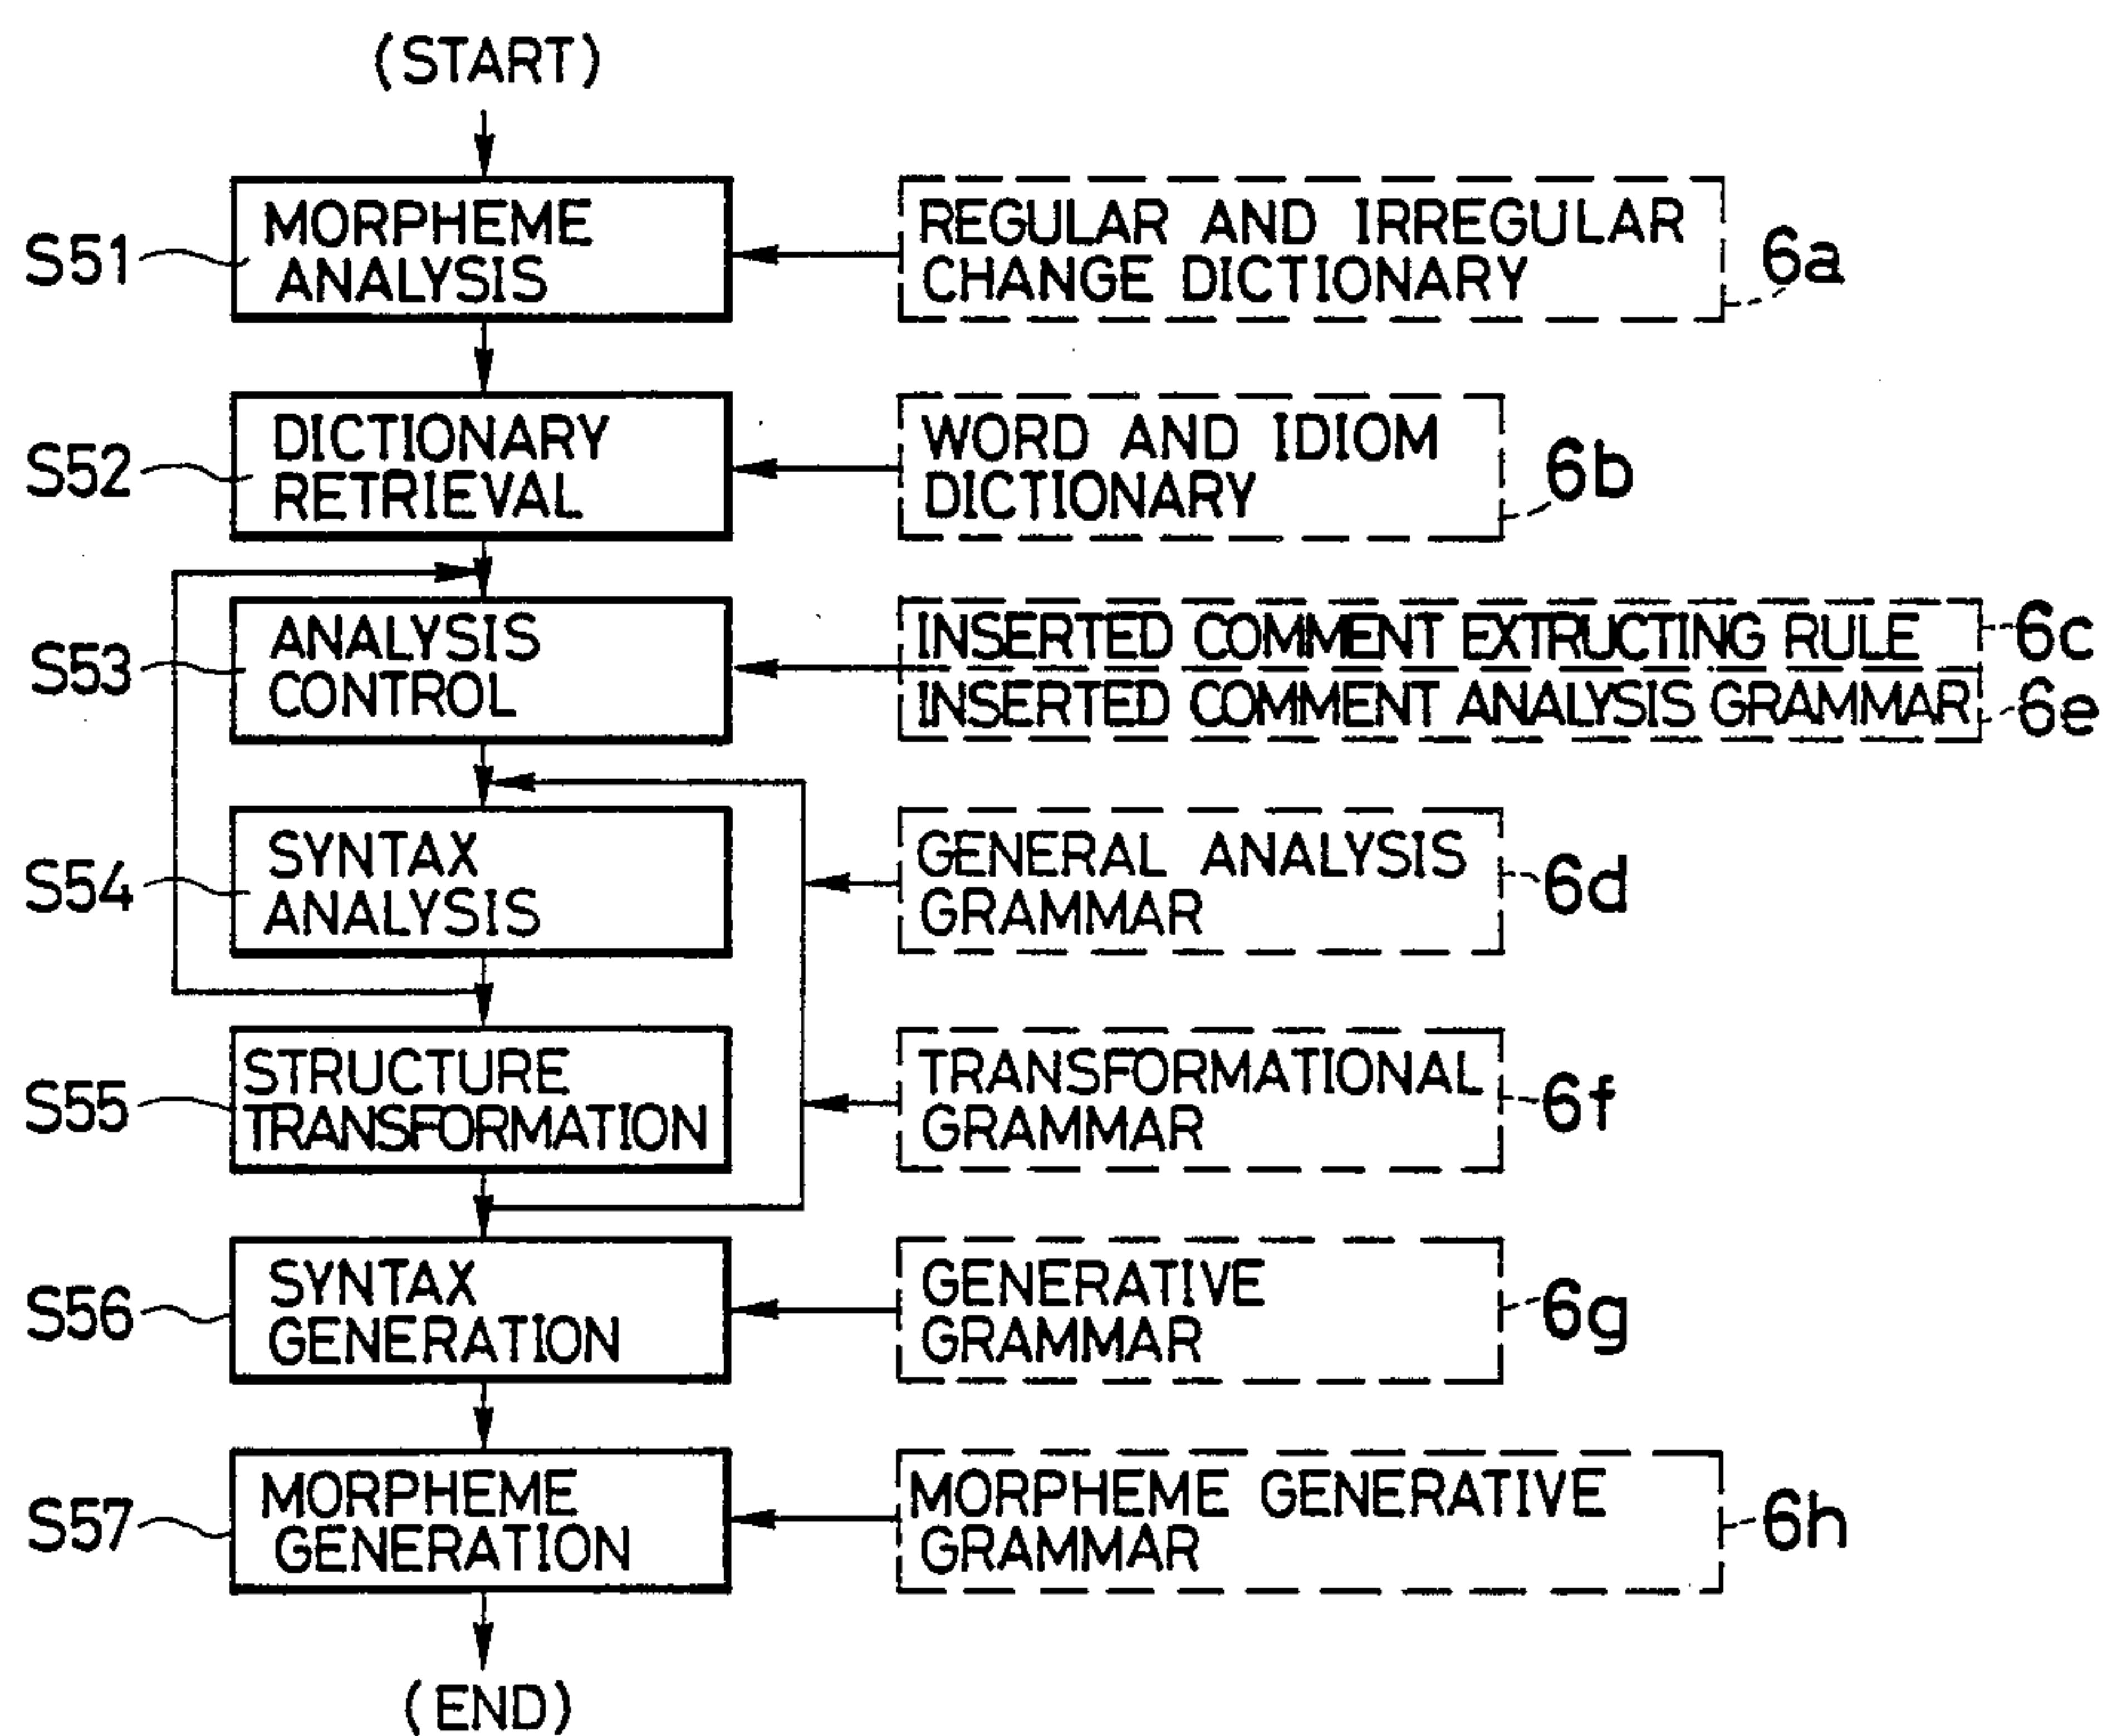 (START)
S51
MORPHEME
ANALYSIS
REGULAR AND IRREGULAR
CHANGE DICTIONARY
6a
S52
DICTIONARY
RETRIEVAL
WORD AND IDIOM
DICTIONARY
6b
S53
ANALYSIS
CONTROL
INSERTED COMMENT EXTRUCTING RULE
6c
INSERTED COMMENT ANALYSIS GRAMMAR
6e
S54
SYNTAX
ANALYSIS
GENERAL ANALYSIS
GRAMMAR
6d
S55
STRUCTURE
TRANSFORMATION
TRANSFORMATIONAL
GRAMMAR
6f
S56
SYNTAX
GENERATION
GENERATIVE
GRAMMAR
6g
S57
MORPHEME
GENERATION
MORPHEME GENERATIVE
GRAMMAR
6h
(END)